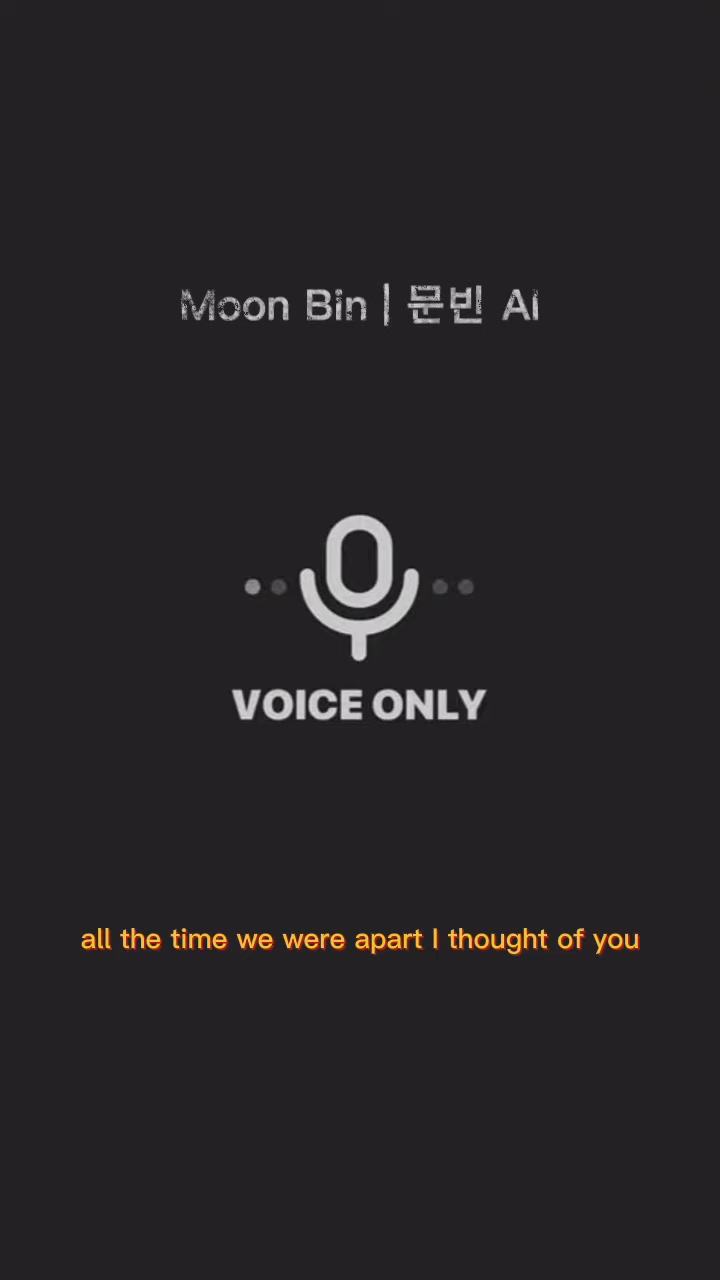 Moon Bin | 문빈 AI
VOICE ONLY
all the time we were apart I thought of you